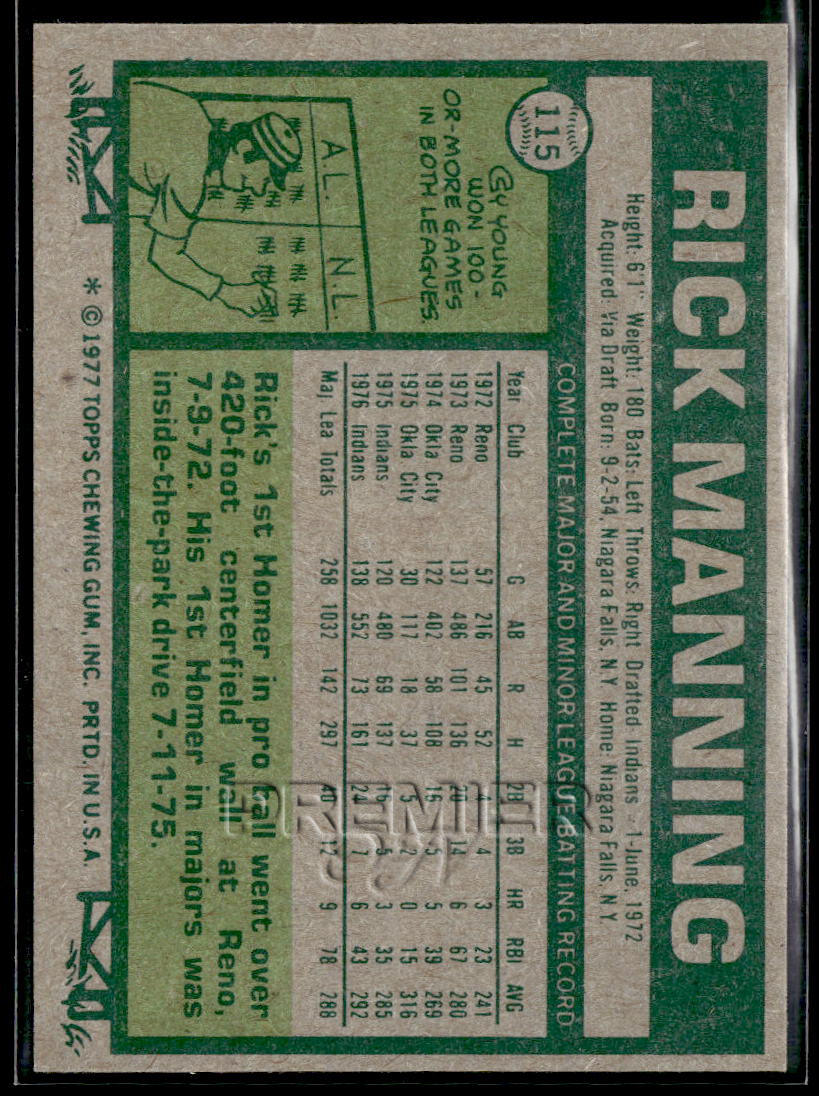 115
RICK MANNING
Height: 6'1" Weight: 180 Bats: Left Throws: Right Drafted: Indians - 1-June, 1972
Acquired: Via Draft Born: 9-2-54, Niagara Falls, N.Y. Home: Niagara Falls, N.Y.
COMPLETE MAJOR AND MINOR LEAGUE BATTING RECORD
Year Club G AB R H 2B 3B HR RBI AVG
1972 Reno 57 216 45 52 4 4 3 23 241
1973 Reno 137 486 101 136 20 14 6 67 280
1974 Okla City 122 402 58 108 16 5 5 39 269
1975 Okla City 30 117 18 37 5 2 0 15 316
1975 Indians 120 480 69 137 16 5 3 35 285
1976 Indians 138 552 73 161 24 7 6 43 292
Maj. Lea Totals 258 1032 142 297 40 12 9 78 288
CY YOUNG
WON 100-
OR-MORE GAMES
IN BOTH LEAGUES.
A.L. N.L.
Rick's 1st Homer in pro ball went over
420-foot centerfield wall at Reno,
7-9-72. His 1st Homer in majors was
inside-the-park drive 7-11-75.
* © 1977 TOPPS CHEWING GUM, INC. PRTD. IN U.S.A.
PREMIER